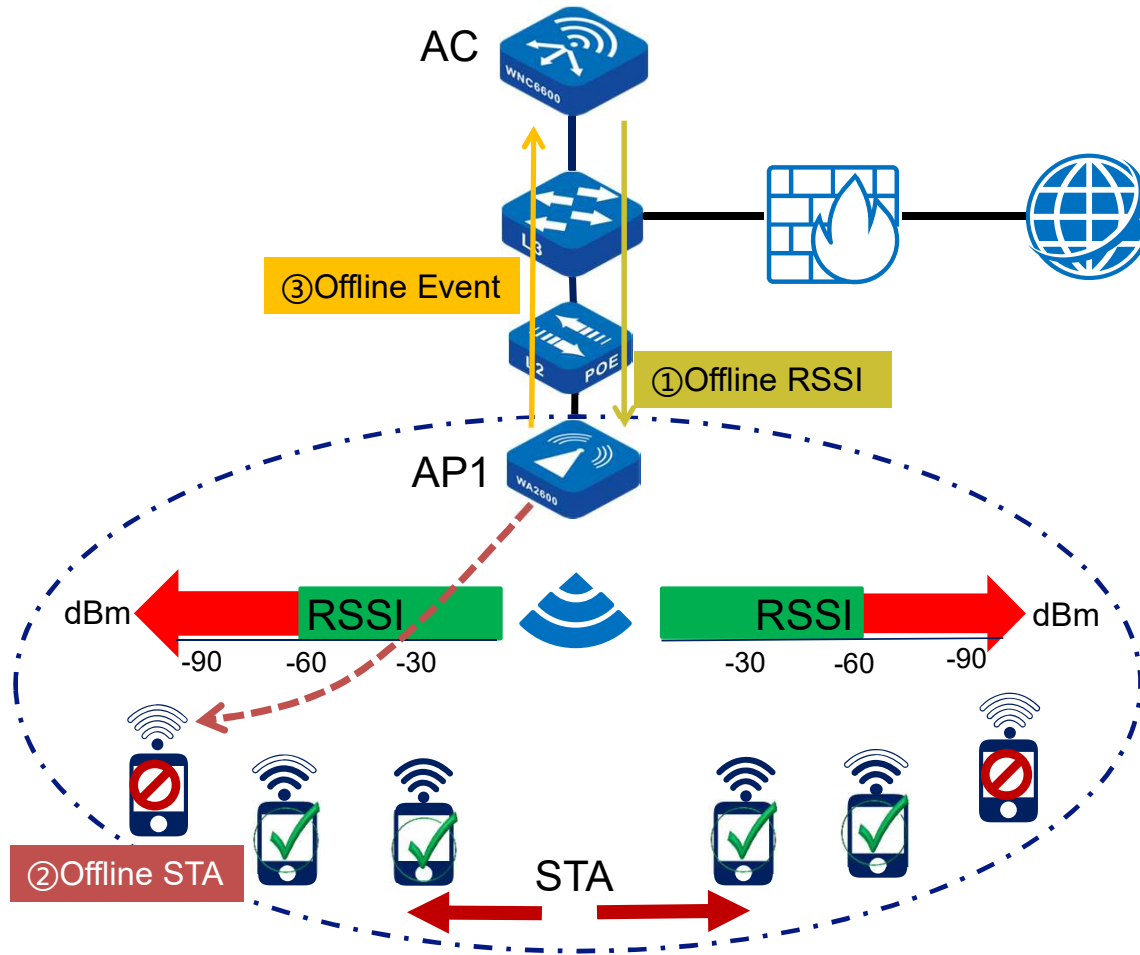 AC
WNC6600
L3
③Offline Event
L2
POE
①Offline RSSI
AP1
WA2600
dBm
RSSI
RSSI
dBm
-90
-60
-30
-30
-60
-90
②Offline STA
STA